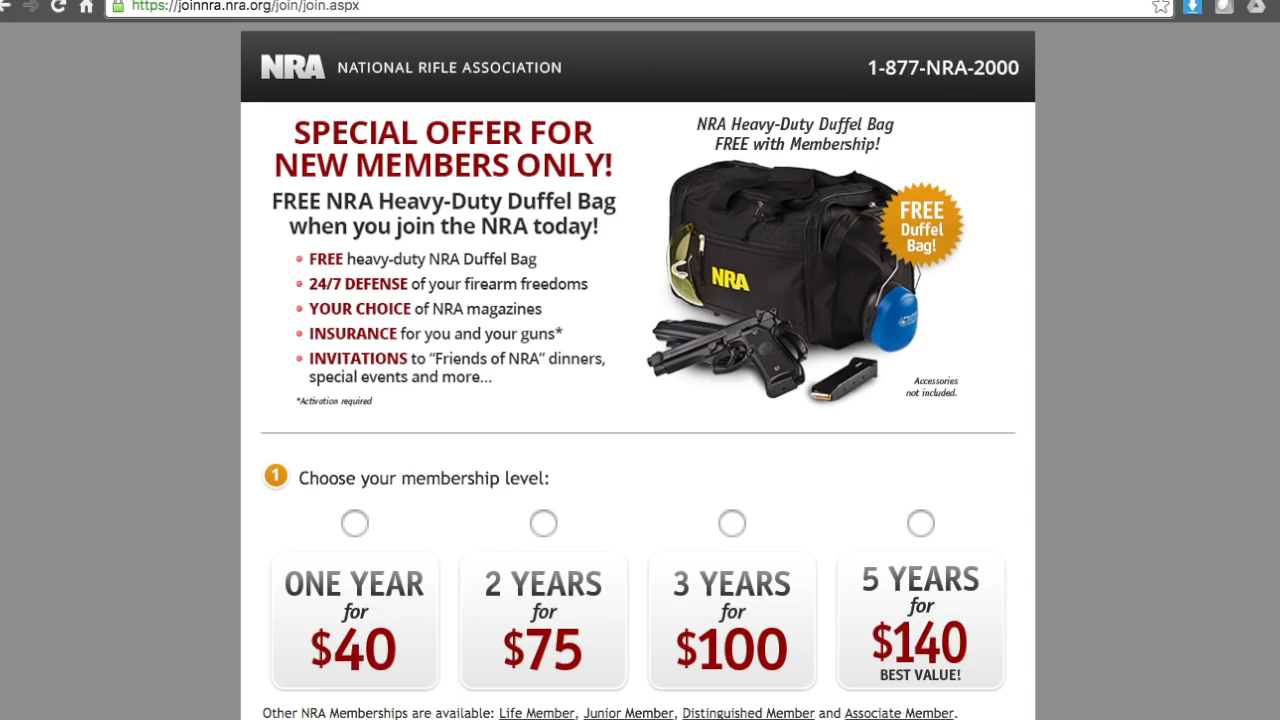 https://joinnra.nra.org/join/join.aspx
NRA NATIONAL RIFLE ASSOCIATION
1-877-NRA-2000
SPECIAL OFFER FOR
NEW MEMBERS ONLY!
FREE NRA Heavy-Duty Duffel Bag
when you join the NRA today!
• FREE heavy-duty NRA Duffel Bag
• 24/7 DEFENSE of your firearm freedoms
• YOUR CHOICE of NRA magazines
• INSURANCE for you and your guns*
• INVITATIONS to “Friends of NRA” dinners,
special events and more...
*Activation required
NRA Heavy-Duty Duffel Bag
FREE with Membership!
FREE
Duffel
Bag!
NRA
Accessories
not included.
1 Choose your membership level:
ONE YEAR
for
$40
2 YEARS
for
$75
3 YEARS
for
$100
5 YEARS
for
$140
BEST VALUE!
Other NRA Memberships are available: Life Member, Junior Member, Distinguished Member and Associate Member.